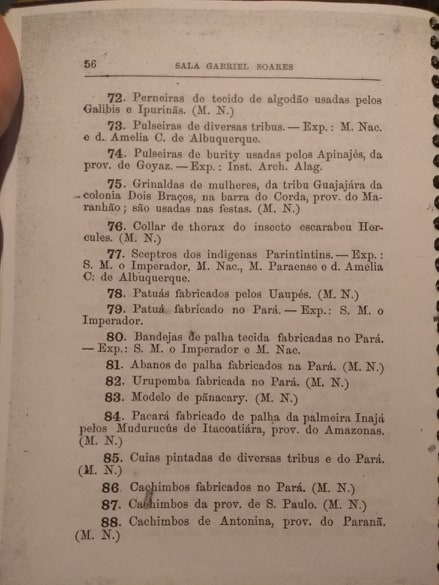 56 SALA GABRIEL SOARES
72. Perneiras de tecido de algodão usadas pelos
Galibis e Ipurinãs. (M. N.)
73. Pulseiras de diversas tribus. — Exp.: M. Nac.
e d. Amelia C. de Albuquerque.
74. Pulseiras de burity usadas pelos Apinajés, da
prov. de Goyaz. — Exp.: Inst. Arch. Alag.
75. Grinaldas de mulheres, da tribu Guajajára da
colonia Dois Braços, na barra do Corda, prov. do Ma-
ranhão; são usadas nas festas. (M. N.)
76. Collar de thorax do insecto escarabeu Her-
cules. (M. N.)
77. Sceptros dos indigenas Parintintins. — Exp.:
S. M. o Imperador, M. Nac., M. Paraense e d. Amelia
C. de Albuquerque.
78. Patuás fabricados pelos Uaupés. (M. N.)
79. Patuá fabricado no Pará. — Exp.: S. M. o
Imperador.
80. Bandejas de palha tecida fabricadas no Pará.
— Exp.: S. M. o Imperador e M. Nac.
81. Abanos de palha fabricados na Pará. (M. N.)
82. Urupemba fabricada no Pará. (M. N.)
83. Modelo de pãnacary. (M. N.)
84. Pacará fabricado de palha da palmeira Inajá
pelos Mudurucús de Itacoatiára, prov. do Amazonas.
(M. N.)
85. Cuias pintadas de diversas tribus e do Pará.
(M. N.)
86 Cachimbos fabricados no Pará. (M. N.)
87. Cachimbos da prov. de S. Paulo. (M. N.)
88. Cachimbos de Antonina, prov. do Paranã.
(M. N.)